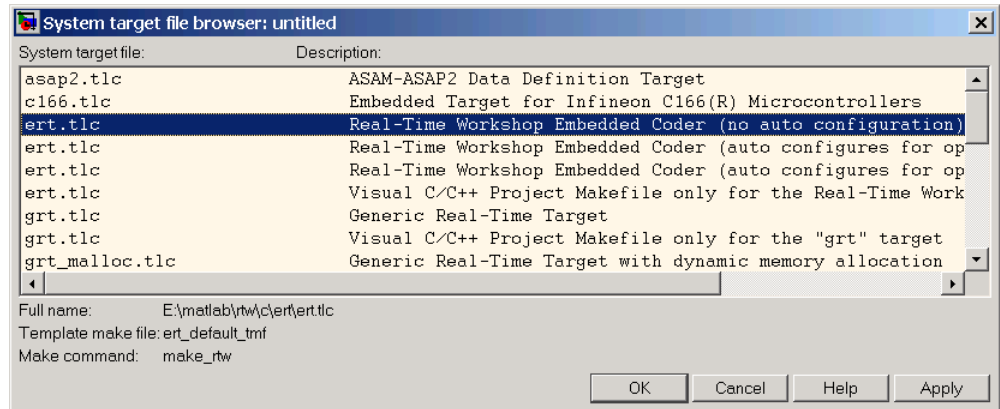 System target file browser: untitled
System target file: Description:
asap2.tlc ASAM-ASAP2 Data Definition Target
c166.tlc Embedded Target for Infineon C166(R) Microcontrollers
ert.tlc Real-Time Workshop Embedded Coder (no auto configuration)
ert.tlc Real-Time Workshop Embedded Coder (auto configures for op
ert.tlc Real-Time Workshop Embedded Coder (auto configures for op
ert.tlc Visual C/C++ Project Makefile only for the Real-Time Work
grt.tlc Generic Real-Time Target
grt.tlc Visual C/C++ Project Makefile only for the "grt" target
grt_malloc.tlc Generic Real-Time Target with dynamic memory allocation
Full name: E:\matlab\rtw\c\ert\ert.tlc
Template make file: ert_default_tmf
Make command: make_rtw
OK Cancel Help Apply